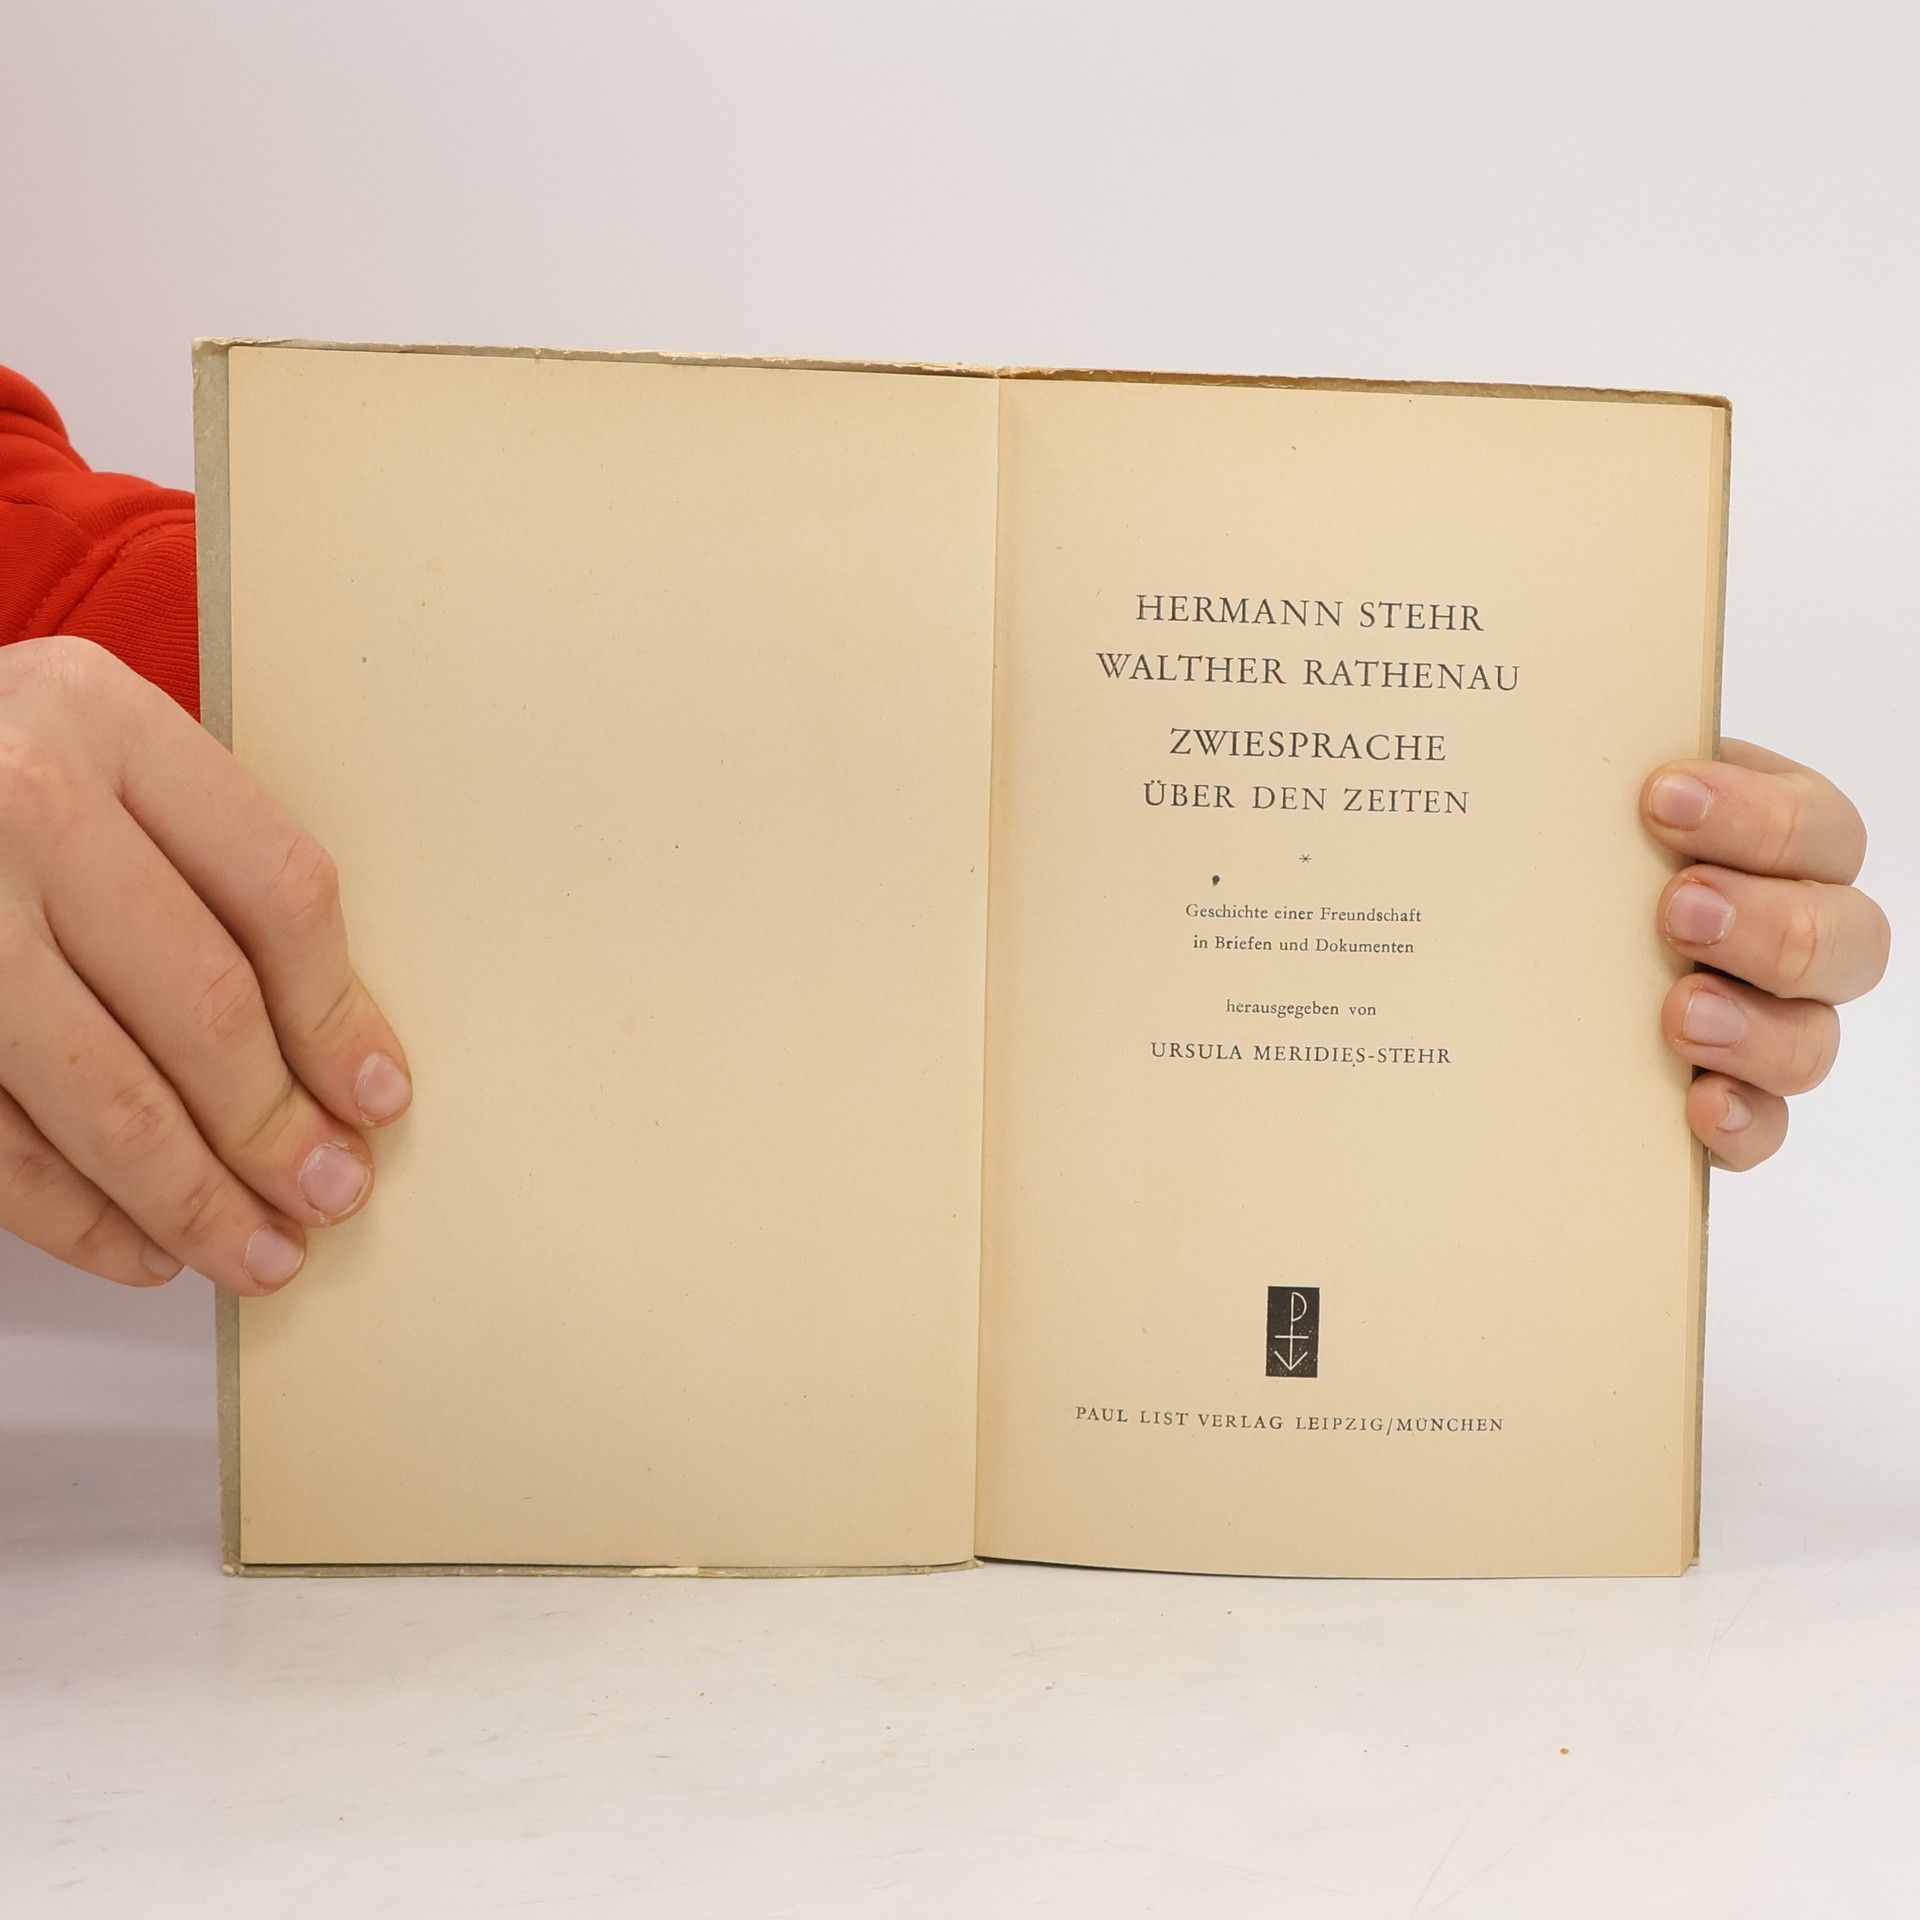 HERMANN STEHR
WALTHER RATHENAU
ZWIESPRACHE
ÜBER DEN ZEITEN
*
Geschichte einer Freundschaft
in Briefen und Dokumenten
herausgegeben von
URSULA MERIDIES-STEHR
PAUL LIST VERLAG LEIPZIG/MÜNCHEN